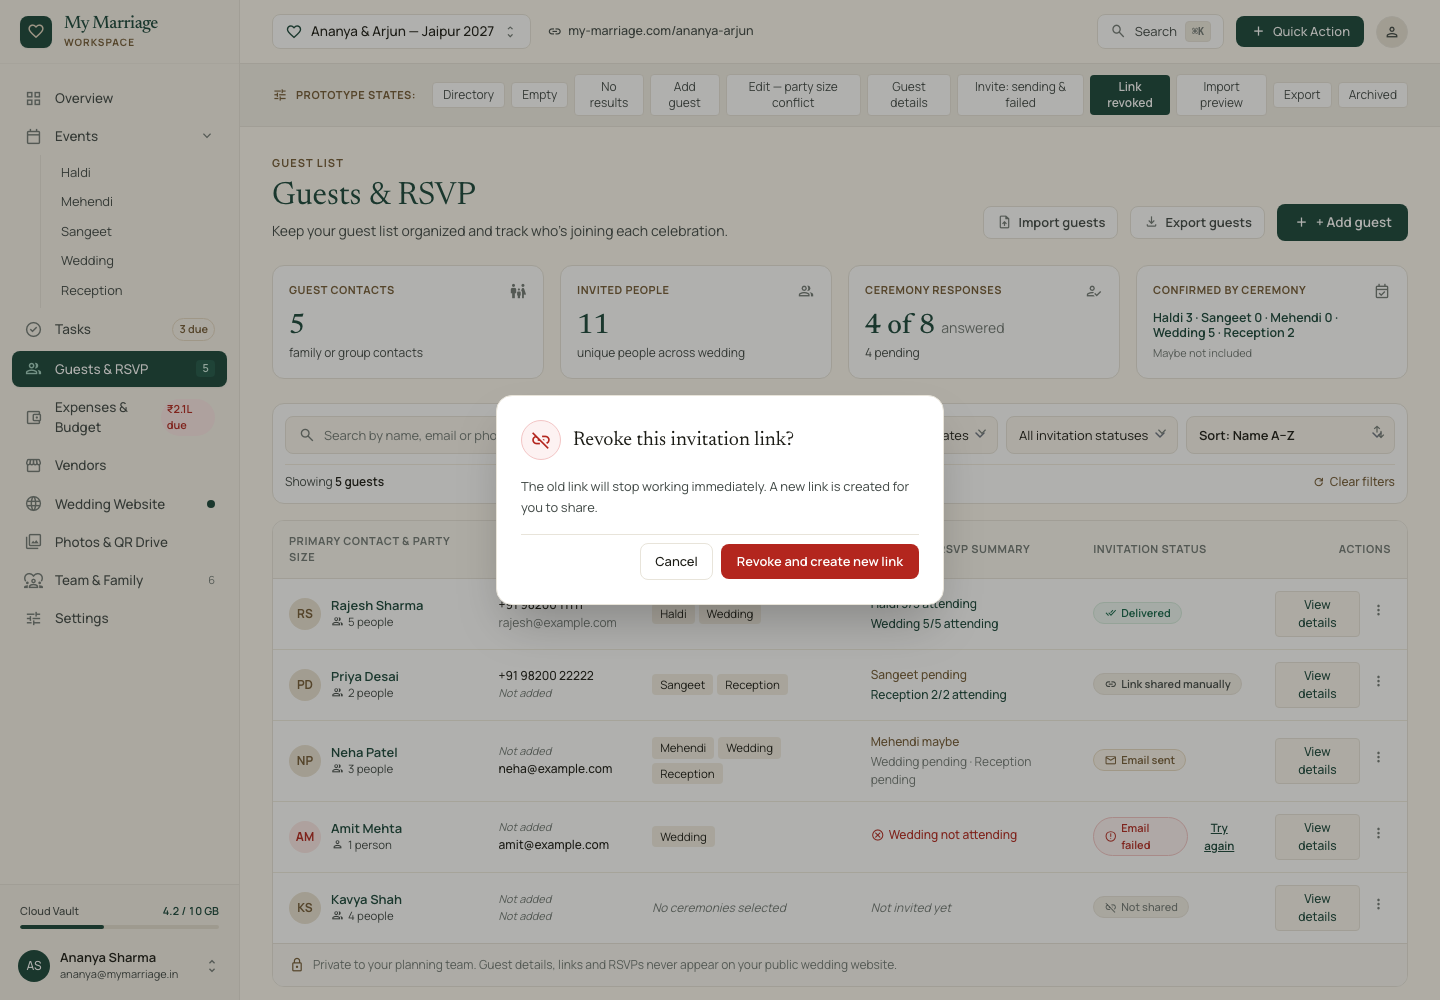 My Marriage
WORKSPACE
Overview
Events
Haldi
Mehendi
Sangeet
Wedding
Reception
Tasks
3 due
Guests & RSVP
5
Expenses &
Budget
₹2.1L
due
Vendors
Wedding Website
Photos & QR Drive
Team & Family
6
Settings
Cloud Vault
4.2 / 10 GB
AS
Ananya Sharma
ananya@mymarriage.in
Ananya & Arjun — Jaipur 2027
my-marriage.com/ananya-arjun
Search
⌘K
Quick Action
PROTOTYPE STATES:
Directory
Empty
No
results
Add
guest
Edit — party size
conflict
Guest
details
Invite: sending &
failed
Link
revoked
Import
preview
Export
Archived
GUEST LIST
Guests & RSVP
Keep your guest list organized and track who's joining each celebration.
Import guests
Export guests
+ Add guest
GUEST CONTACTS
5
family or group contacts
INVITED PEOPLE
11
unique people across wedding
CEREMONY RESPONSES
4 of 8 answered
4 pending
CONFIRMED BY CEREMONY
Haldi 3 · Sangeet 0 · Mehendi 0 ·
Wedding 5 · Reception 2
Maybe not included
Search by name, email or pho
ates
All invitation statuses
Sort: Name A–Z
Showing 5 guests
Clear filters
Revoke this invitation link?
The old link will stop working immediately. A new link is created for
you to share.
Cancel
Revoke and create new link
PRIMARY CONTACT & PARTY
SIZE
SVP SUMMARY
INVITATION STATUS
ACTIONS
RS
Rajesh Sharma
5 people
+91 98200 11111
rajesh@example.com
Haldi
Wedding
Haldi 3/5 attending
Wedding 5/5 attending
Delivered
View
details
PD
Priya Desai
2 people
+91 98200 22222
Not added
Sangeet
Reception
Sangeet pending
Reception 2/2 attending
Link shared manually
View
details
NP
Neha Patel
3 people
Not added
neha@example.com
Mehendi
Wedding
Reception
Mehendi maybe
Wedding pending · Reception
pending
Email sent
View
details
AM
Amit Mehta
1 person
Not added
amit@example.com
Wedding
Wedding not attending
Email
failed
Try
again
View
details
KS
Kavya Shah
4 people
Not added
Not added
No ceremonies selected
Not invited yet
Not shared
View
details
Private to your planning team. Guest details, links and RSVPs never appear on your public wedding website.